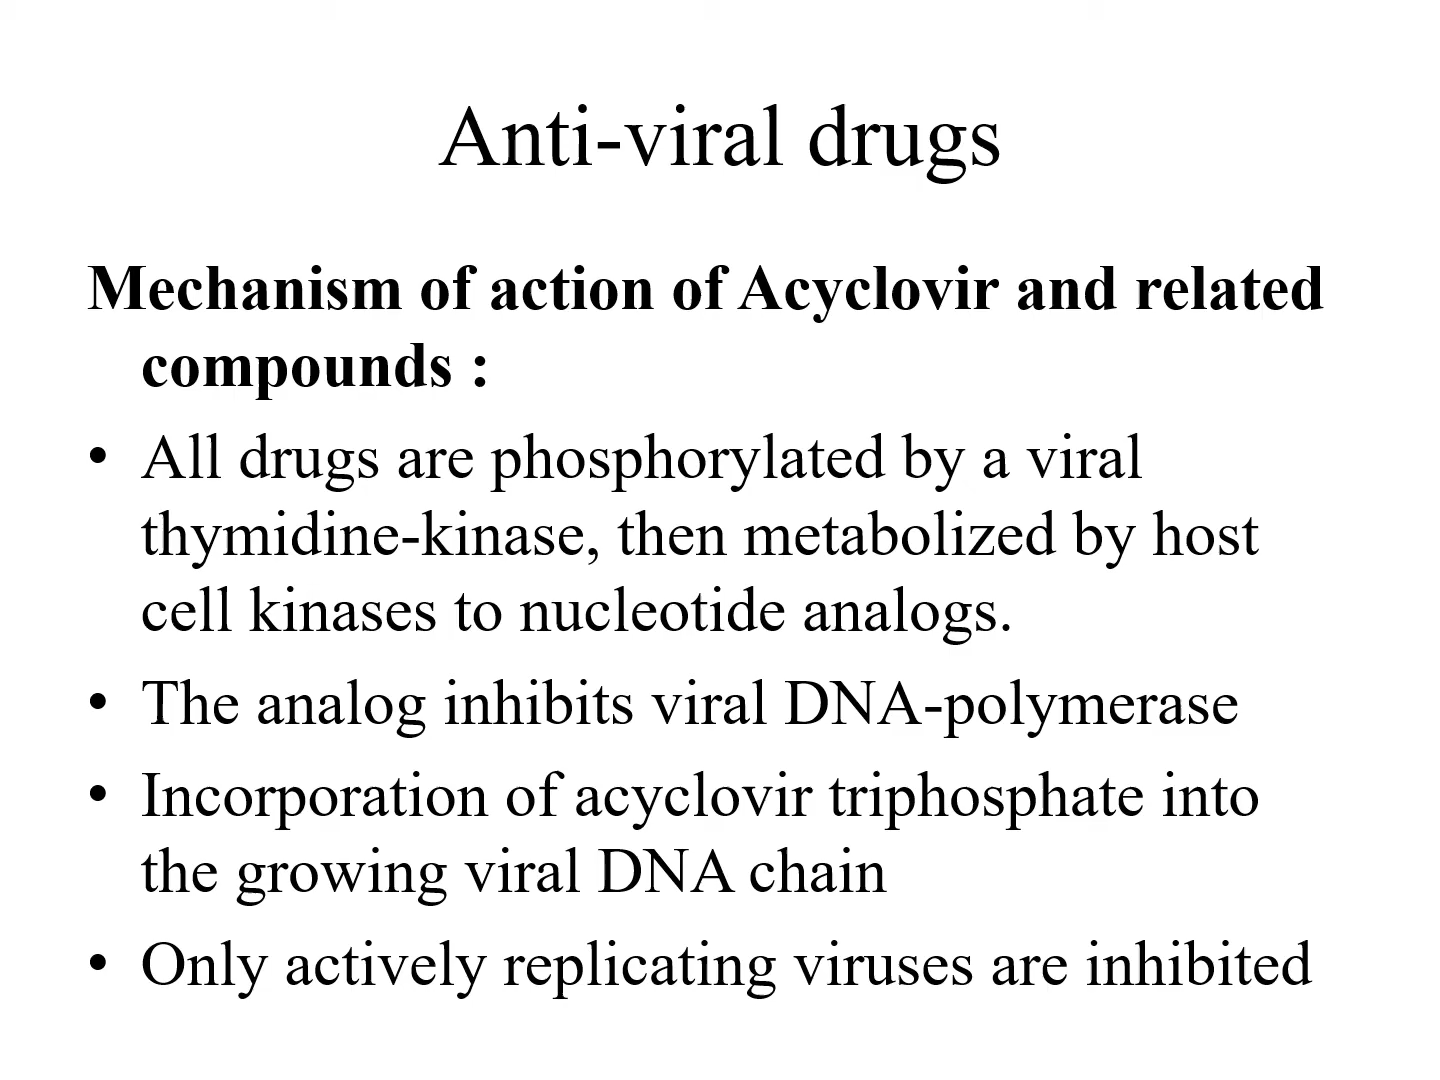 Anti-viral drugs
Mechanism of action of Acyclovir and related
compounds :
• All drugs are phosphorylated by a viral
thymidine-kinase, then metabolized by host
cell kinases to nucleotide analogs.
• The analog inhibits viral DNA-polymerase
• Incorporation of acyclovir triphosphate into
the growing viral DNA chain
• Only actively replicating viruses are inhibited